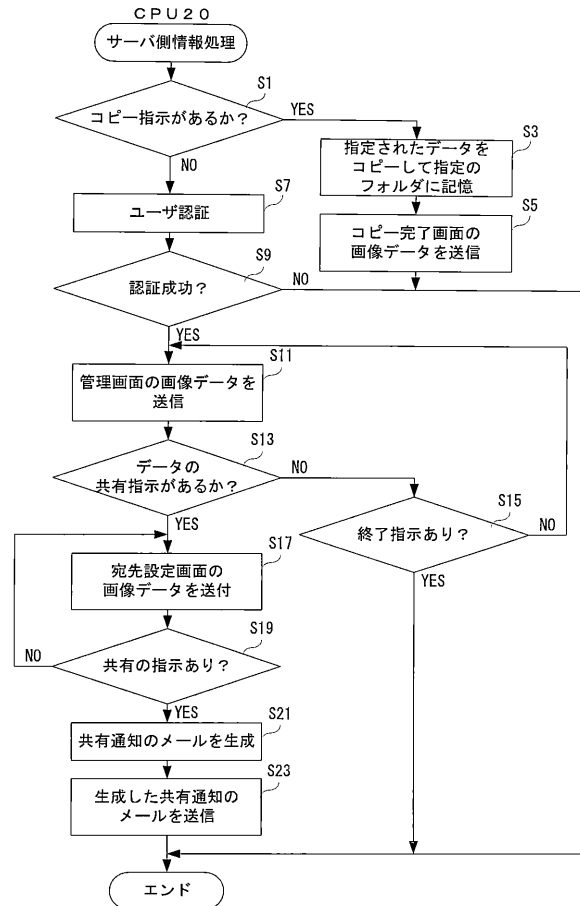 CPU20
サーバ側情報処理
S1
コピー指示があるか?
YES
NO
S3
指定されたデータを
コピーして指定の
フォルダに記憶
S7
ユーザ認証
S5
コピー完了画面の
画像データを送信
S9
認証成功?
NO
YES
S11
管理画面の画像データを
送信
S13
データの
共有指示があるか?
NO
YES
S15
終了指示あり?
NO
YES
S17
宛先設定画面の
画像データを送付
S19
共有の指示あり?
NO
YES
S21
共有通知のメールを生成
S23
生成した共有通知の
メールを送信
エンド